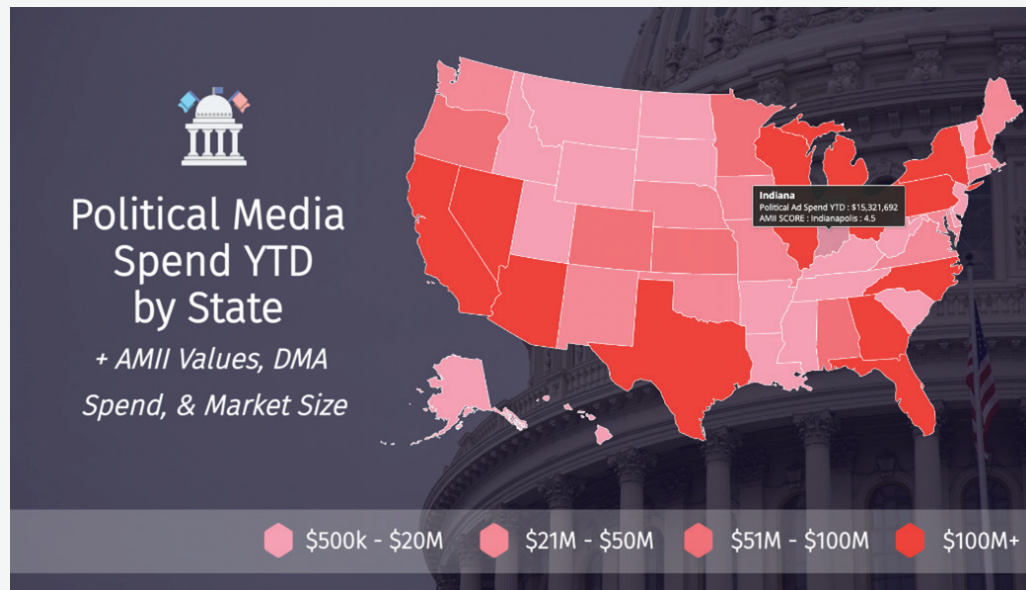 Political Media
Spend YTD
by State
+ AMII Values, DMA
Spend, & Market Size
Indiana
Political Ad Spend YTD : $15,321,692
AMII SCORE : Indianapolis : 4.5
$500k - $20M
$21M - $50M
$51M - $100M
$100M+